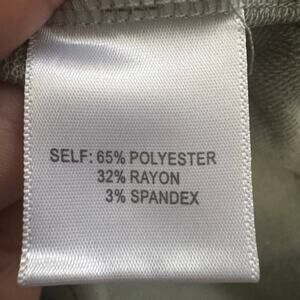 SELF: 65% POLYESTER
32% RAYON
3% SPANDEX